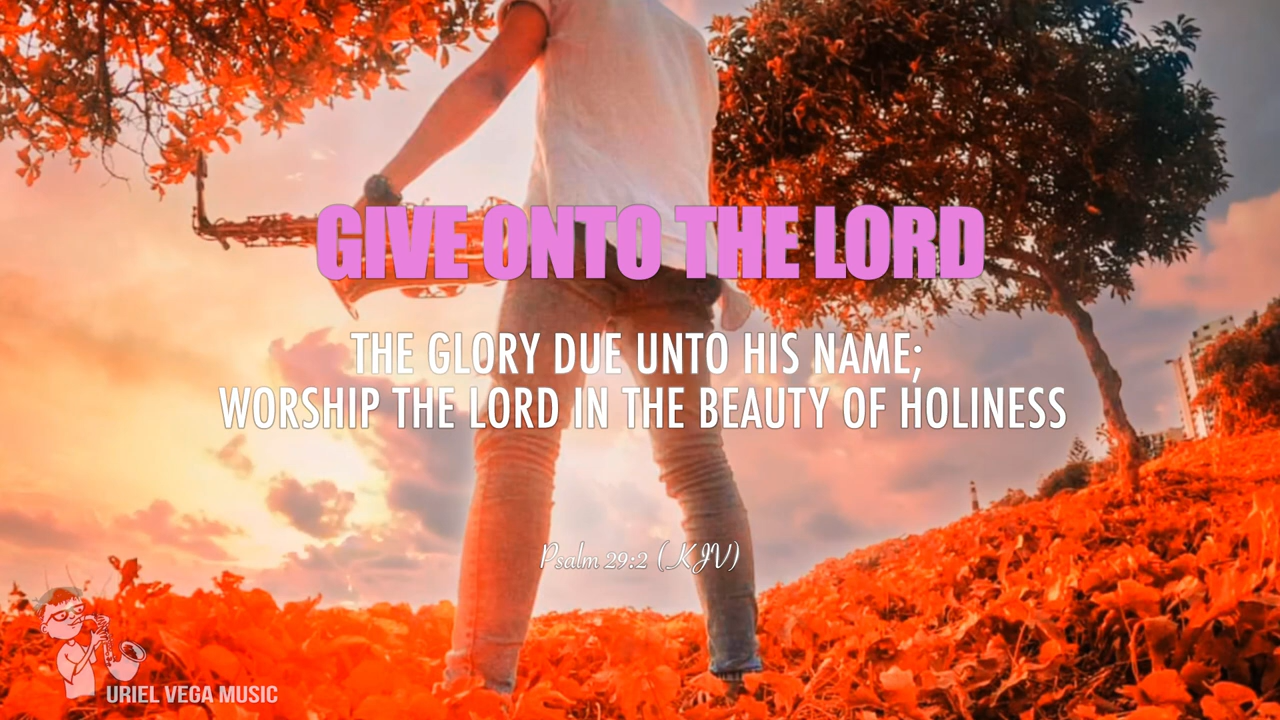 GIVE ONTO THE LORD
THE GLORY DUE UNTO HIS NAME;
WORSHIP THE LORD IN THE BEAUTY OF HOLINESS
Psalm 29:2 (KJV)
URIEL VEGA MUSIC